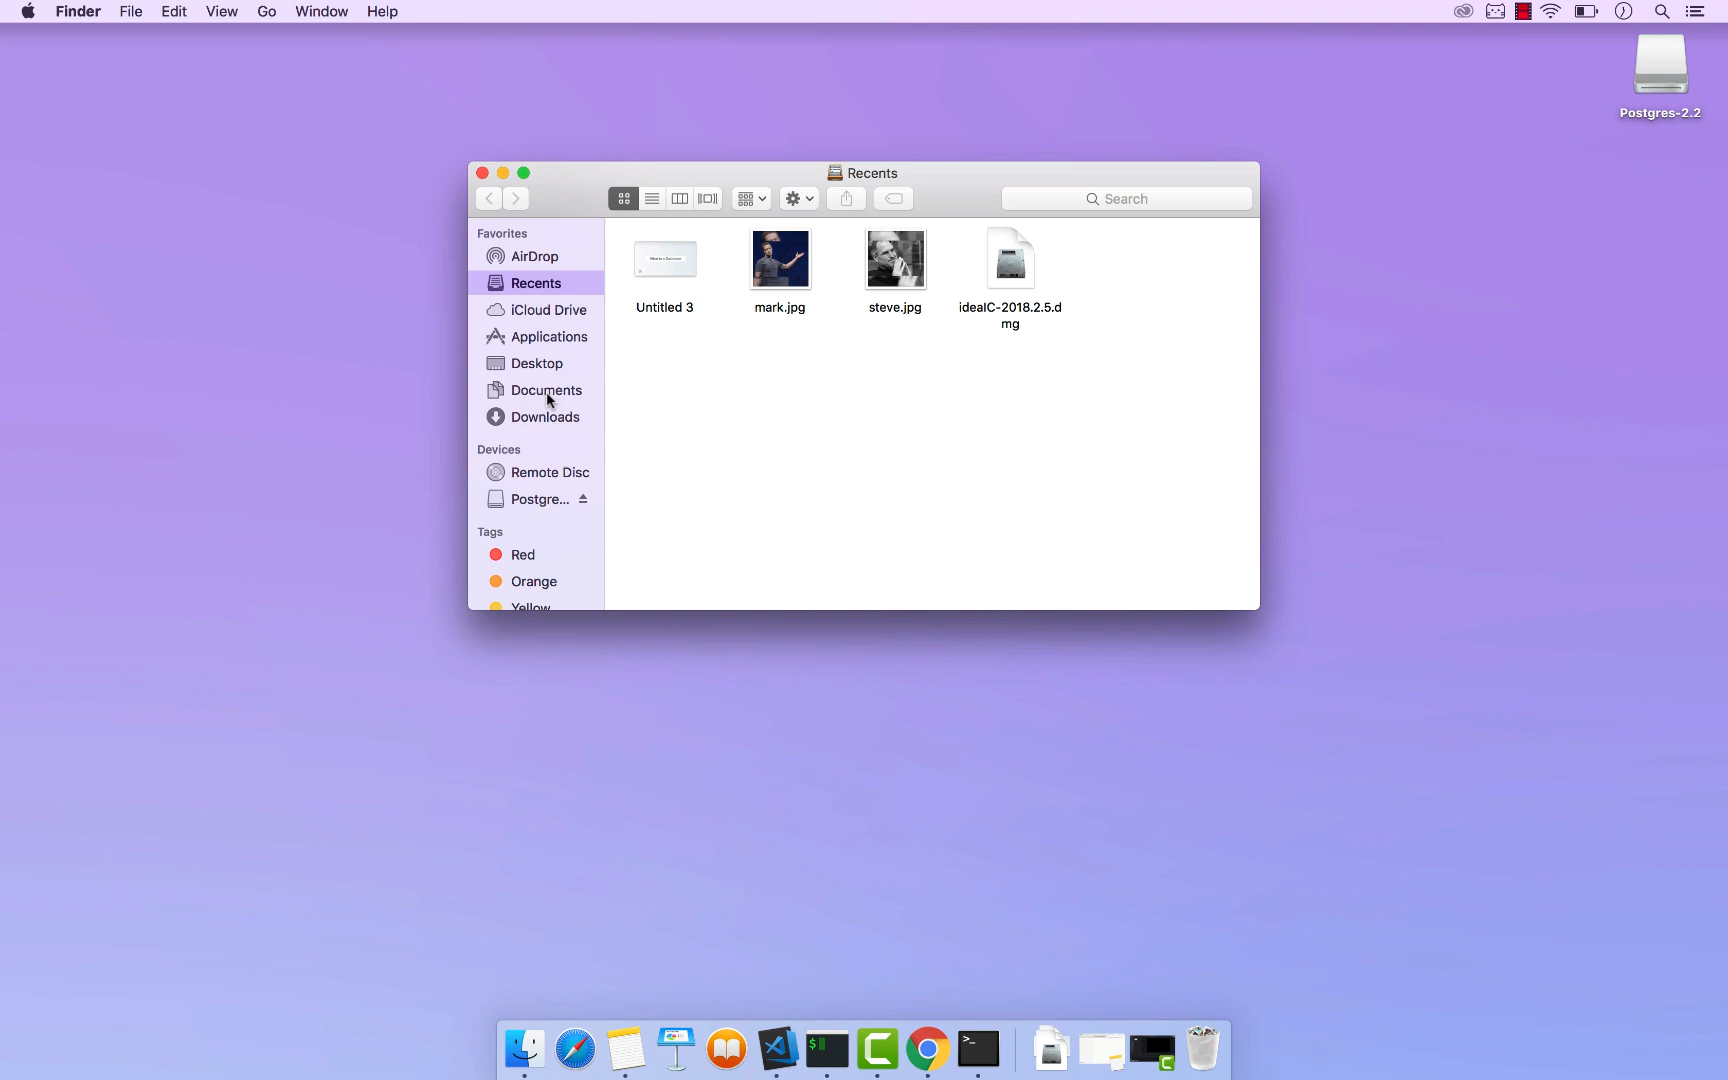 Finder File Edit View Go Window Help
Postgres-2.2
Recents
Search
Favorites
AirDrop
Recents
iCloud Drive
Applications
Desktop
Documents
Downloads
Devices
Remote Disc
Postgre...
Tags
Red
Orange
Yellow
Untitled 3
mark.jpg
steve.jpg
ideaIC-2018.2.5.d
mg